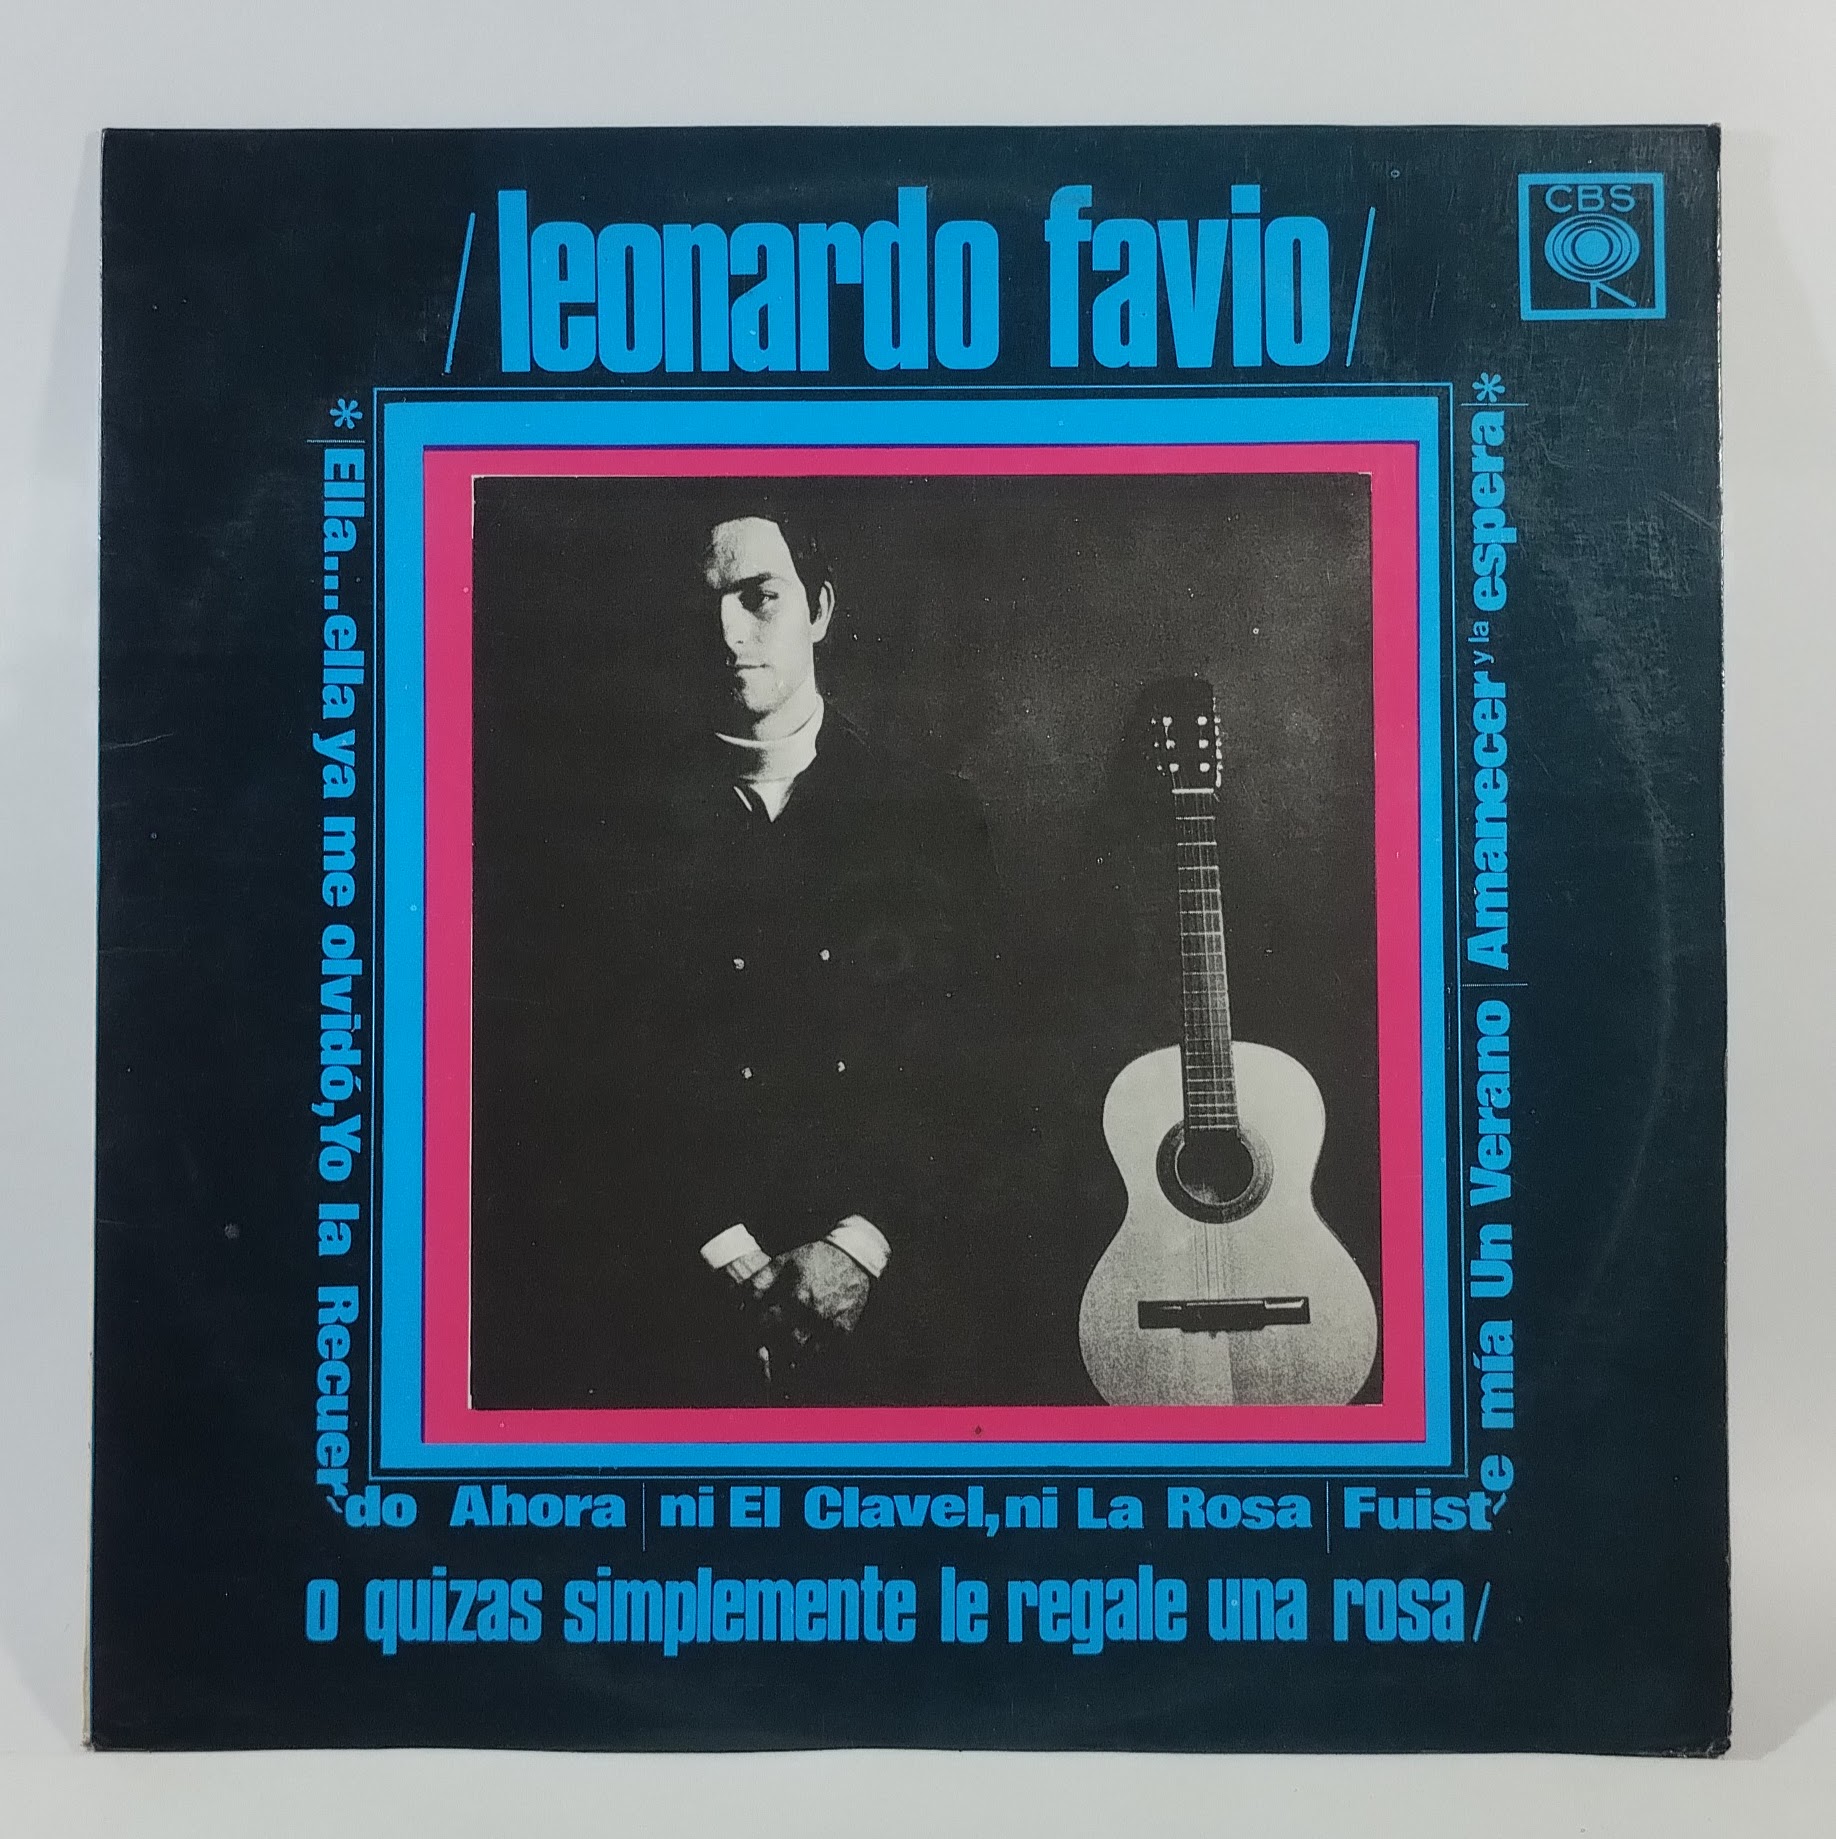 /leonardo favio/
CBS
* Ella...ella ya me olvidó, Yo la Recuer-
do Ahora | ni El Clavel, ni La Rosa | Fuist-
e mía Un Verano | Amanecer y la espera *
o quizas simplemente le regale una rosa/